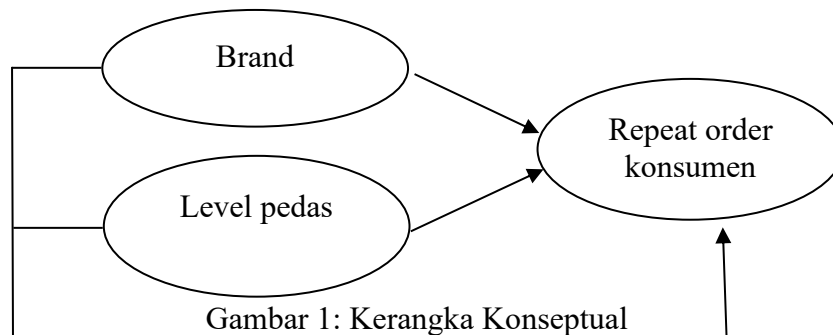 Brand
Level pedas
Repeat order
konsumen
Gambar 1: Kerangka Konseptual